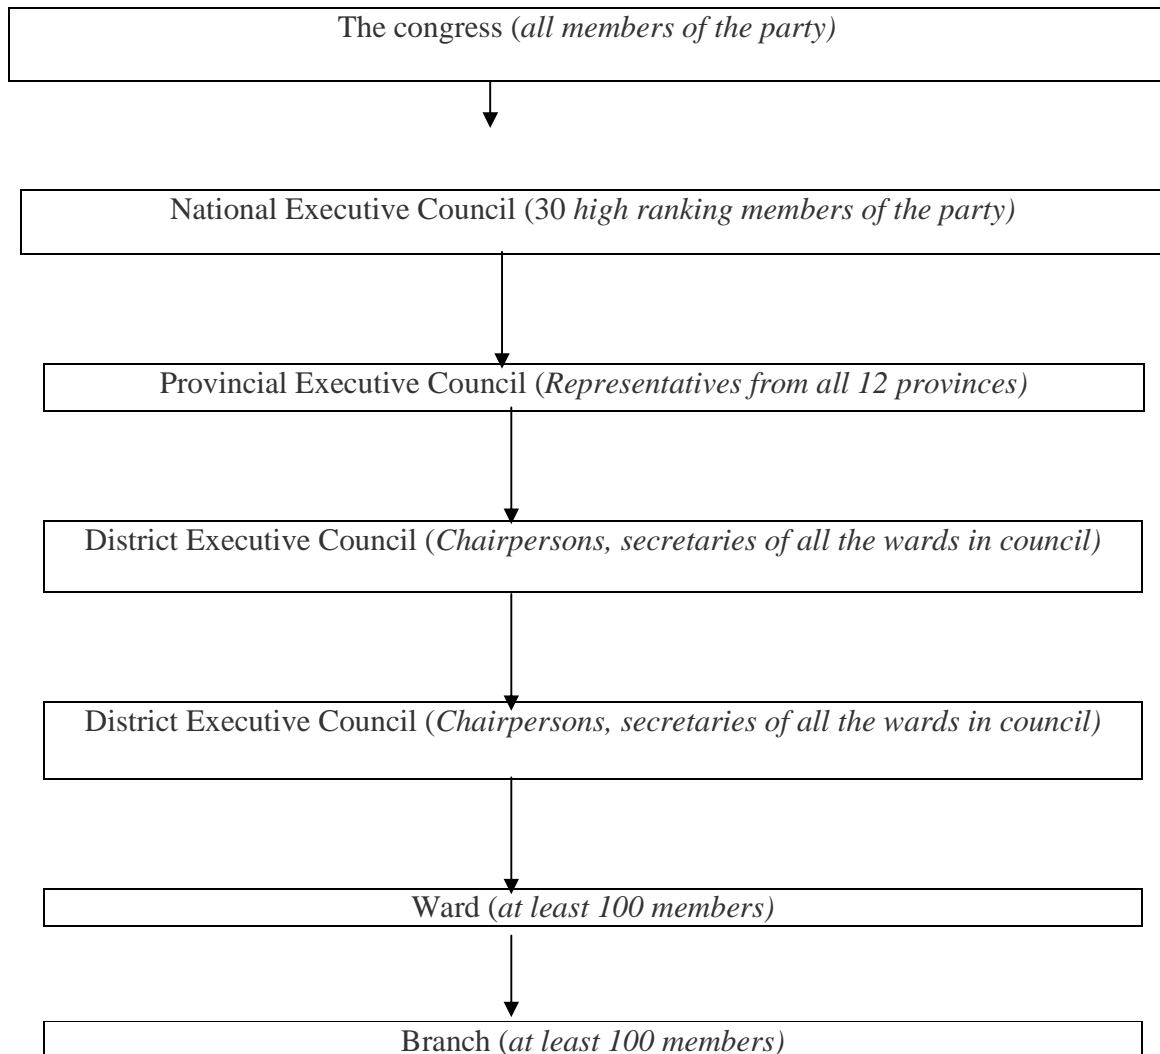 The congress (all members of the party)
National Executive Council (30 high ranking members of the party)
Provincial Executive Council (Representatives from all 12 provinces)
District Executive Council (Chairpersons, secretaries of all the wards in council)
District Executive Council (Chairpersons, secretaries of all the wards in council)
Ward (at least 100 members)
Branch (at least 100 members)